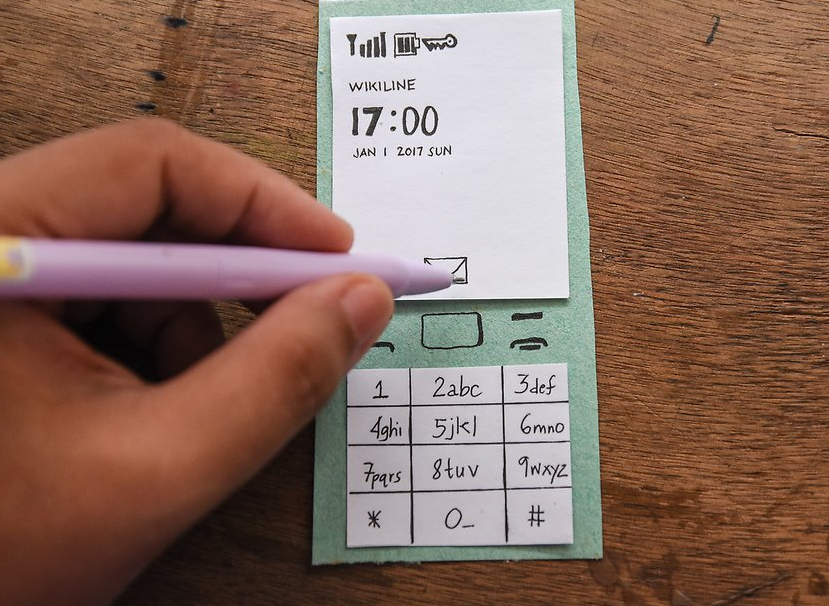 WIKILINE
17:00
JAN 1 2017 SUN
1 2abc 3def
4ghi 5jkl 6mno
7pqrs 8tuv 9wxyz
* 0_ #